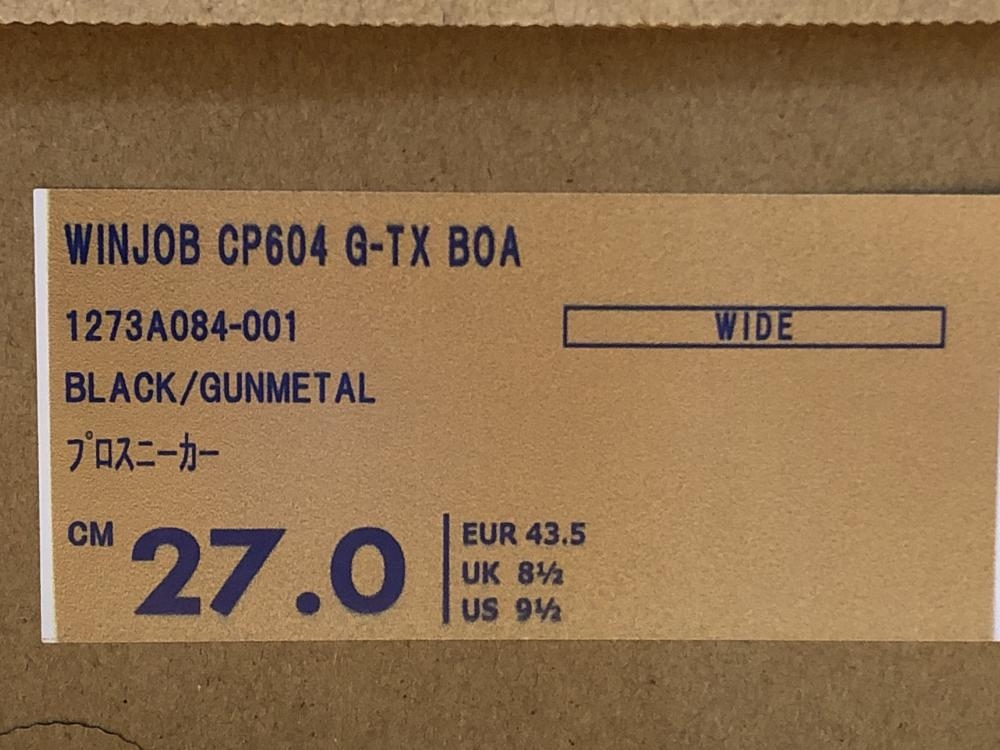 WINJOB CP604 G-TX BOA
1273A084-001
WIDE
BLACK/GUNMETAL
プロスニーカー
CM 27.0
EUR 43.5
UK 8½
US 9½